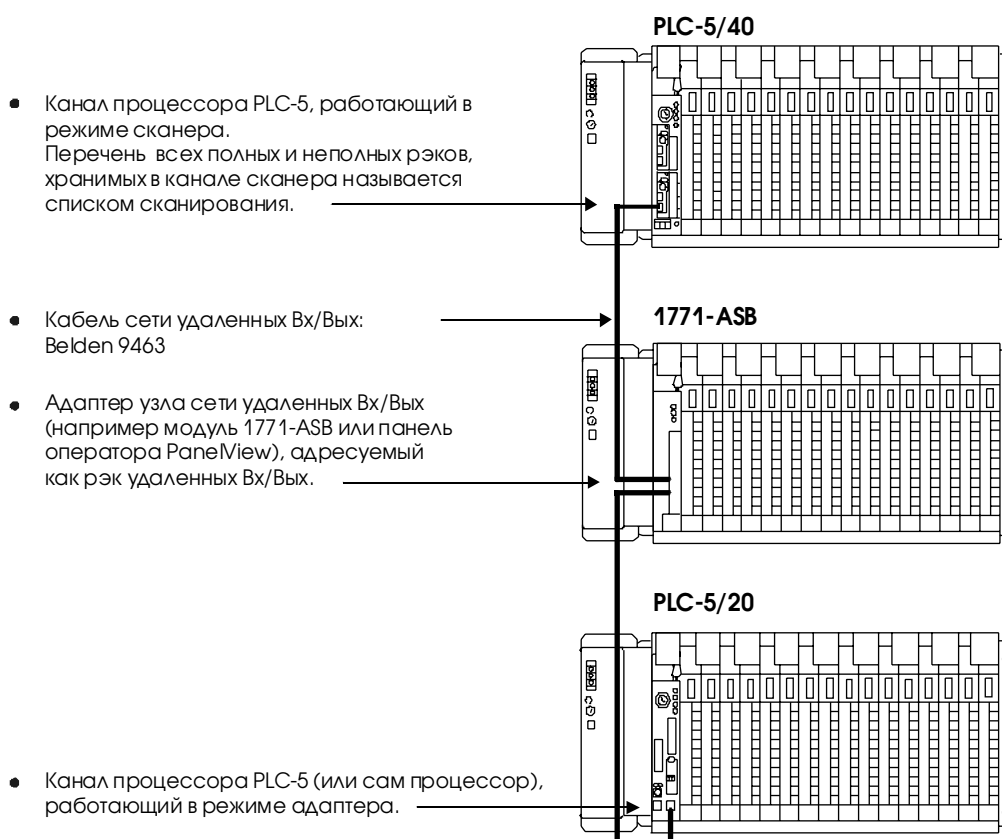 PLC-5/40
• Канал процессора PLC-5, работающий в
режиме сканера.
Перечень всех полных и неполных рэков,
хранимых в канале сканера называется
списком сканирования.
• Кабель сети удаленных Вх/Вых:
Belden 9463
1771-ASB
• Адаптер узла сети удаленных Вх/Вых
(например модуль 1771-ASB или панель
оператора PanelView), адресуемый
как рэк удаленных Вх/Вых.
PLC-5/20
• Канал процессора PLC-5 (или сам процессор),
работающий в режиме адаптера.